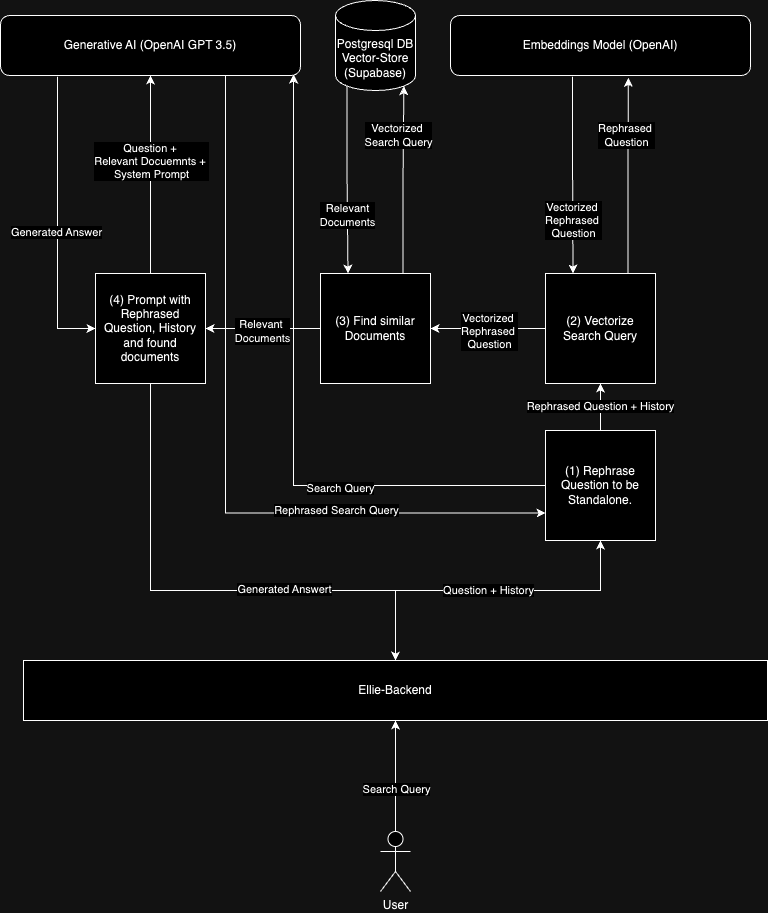 Generative AI (OpenAI GPT 3.5)
Postgresql DB
Vector-Store
(Supabase)
Embeddings Model (OpenAI)
Question +
Relevant Docuemnts +
System Prompt
Vectorized
Search Query
Rephrased
Question
Generated Answer
Relevant
Documents
Vectorized
Rephrased
Question
(4) Prompt with
Rephrased
Question, History
and found
documents
Relevant
Documents
(3) Find similar
Documents
Vectorized
Rephrased
Question
(2) Vectorize
Search Query
Rephrased Question + History
(1) Rephrase
Question to be
Standalone.
Search Query
Rephrased Search Query
Generated Answert
Question + History
Ellie-Backend
Search Query
User